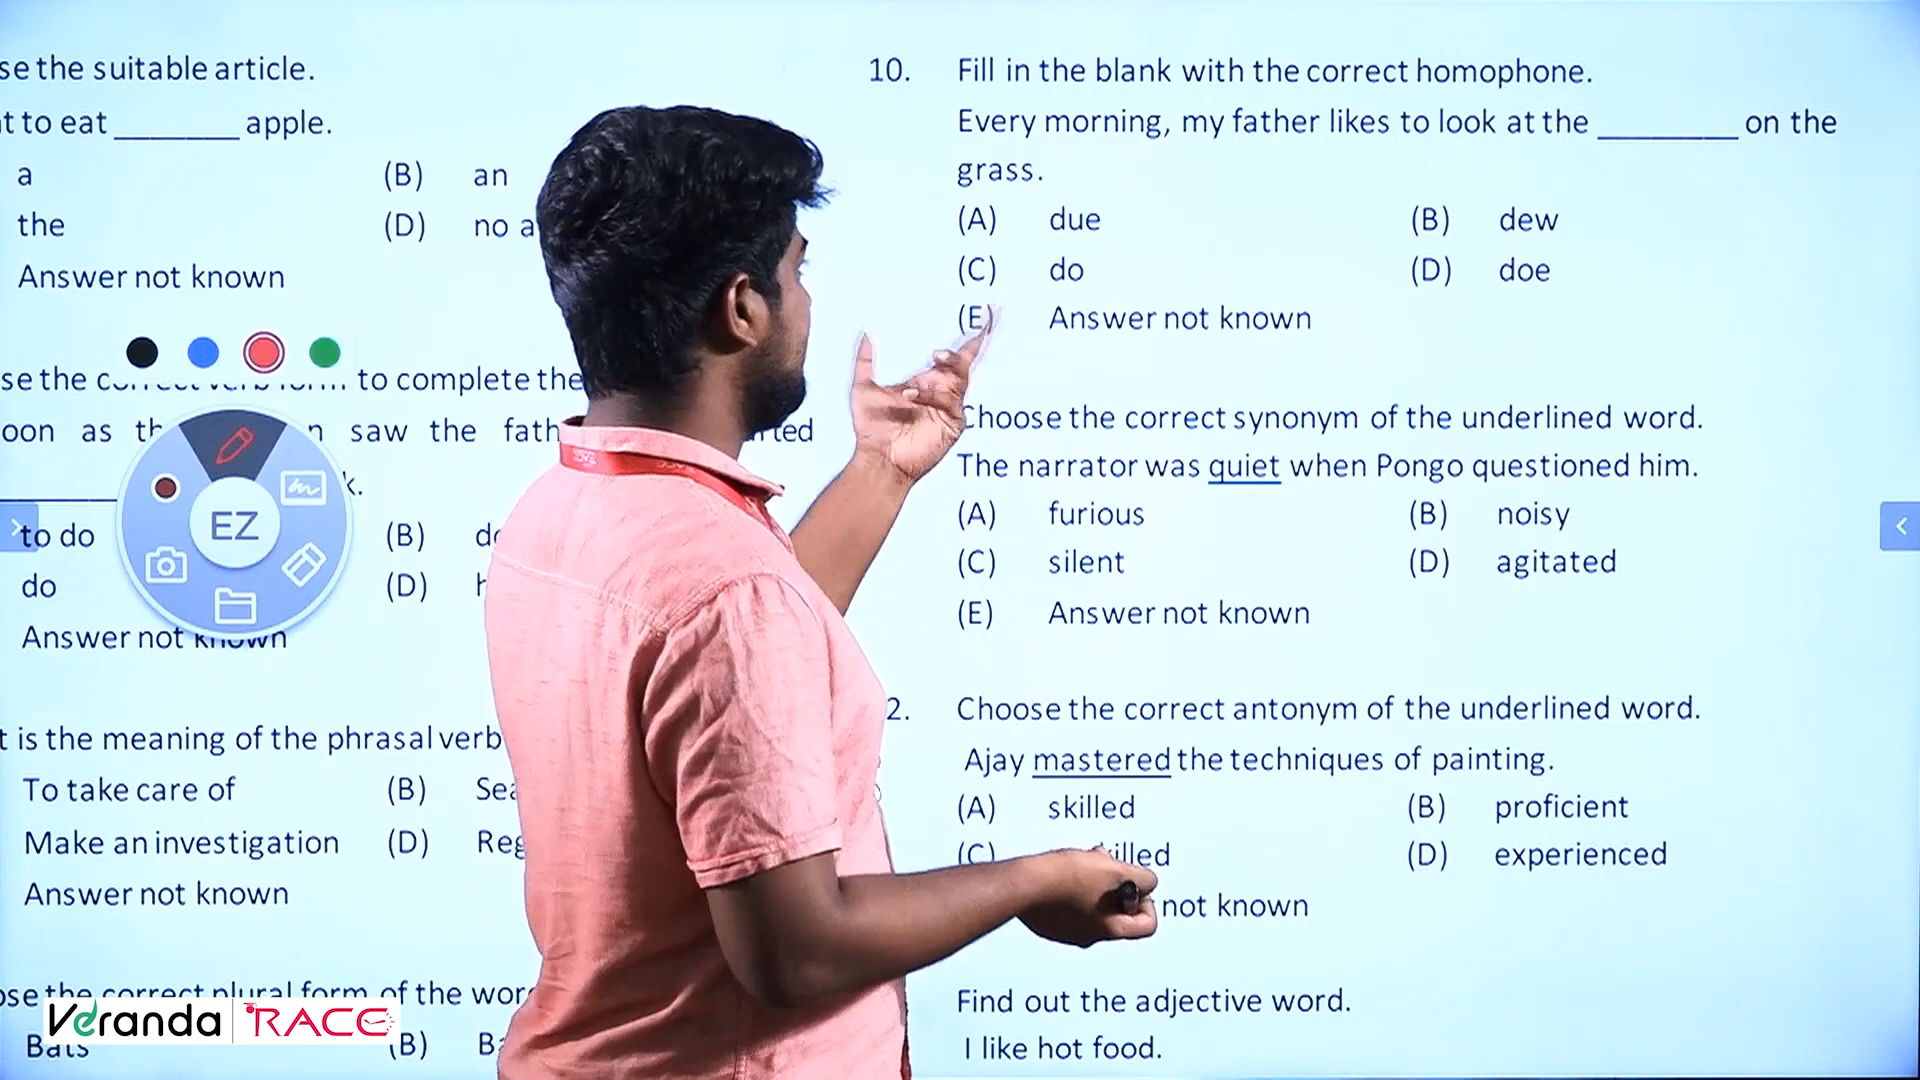 se the suitable article.
t to eat ________ apple.
a (B) an
the (D) no a
Answer not known
se the to complete the
oon as saw the fath
k.
to do (B)
do (D)
Answer not known
EZ
t is the meaning of the phrasal verb
To take care of (B) Sea
Make an investigation (D) Reg
Answer not known
ose the correct plural form of the wor
Bats (B)
Veranda RACE
10. Fill in the blank with the correct homophone.
Every morning, my father likes to look at the ________ on the
grass.
(A) due (B) dew
(C) do (D) doe
(E) Answer not known
Choose the correct synonym of the underlined word.
The narrator was quiet when Pongo questioned him.
(A) furious (B) noisy
(C) silent (D) agitated
(E) Answer not known
2. Choose the correct antonym of the underlined word.
Ajay mastered the techniques of painting.
(A) skilled (B) proficient
(C) killed (D) experienced
not known
Find out the adjective word.
I like hot food.